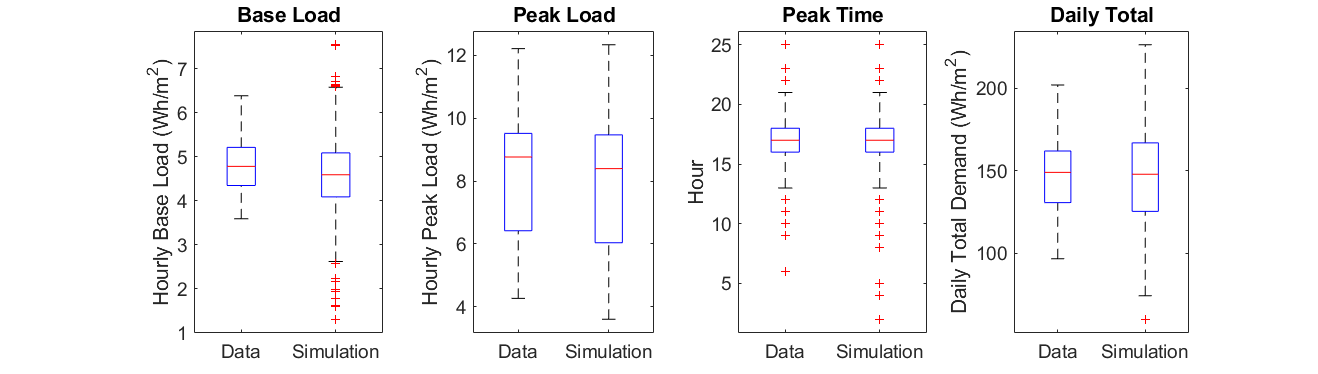 Base Load
Hourly Base Load (Wh/m²)
7
6
5
4
3
2
1
Data Simulation
Peak Load
Hourly Peak Load (Wh/m²)
12
10
8
6
4
Data Simulation
Peak Time
Hour
25
20
15
10
5
Data Simulation
Daily Total
Daily Total Demand (Wh/m²)
200
150
100
Data Simulation